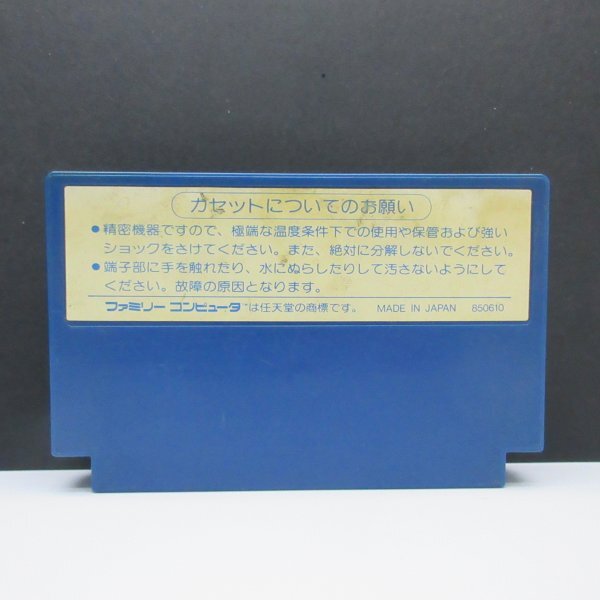 カセットについてのお願い
●精密機器ですので、極端な温度条件下での使用や保管および強い
ショックをさけてください。また、絶対に分解しないでください。
●端子部に手を触れたり、水にぬらしたりして汚さないようにして
ください。故障の原因となります。
ファミリー コンピュータ™は任天堂の商標です。 MADE IN JAPAN 850610